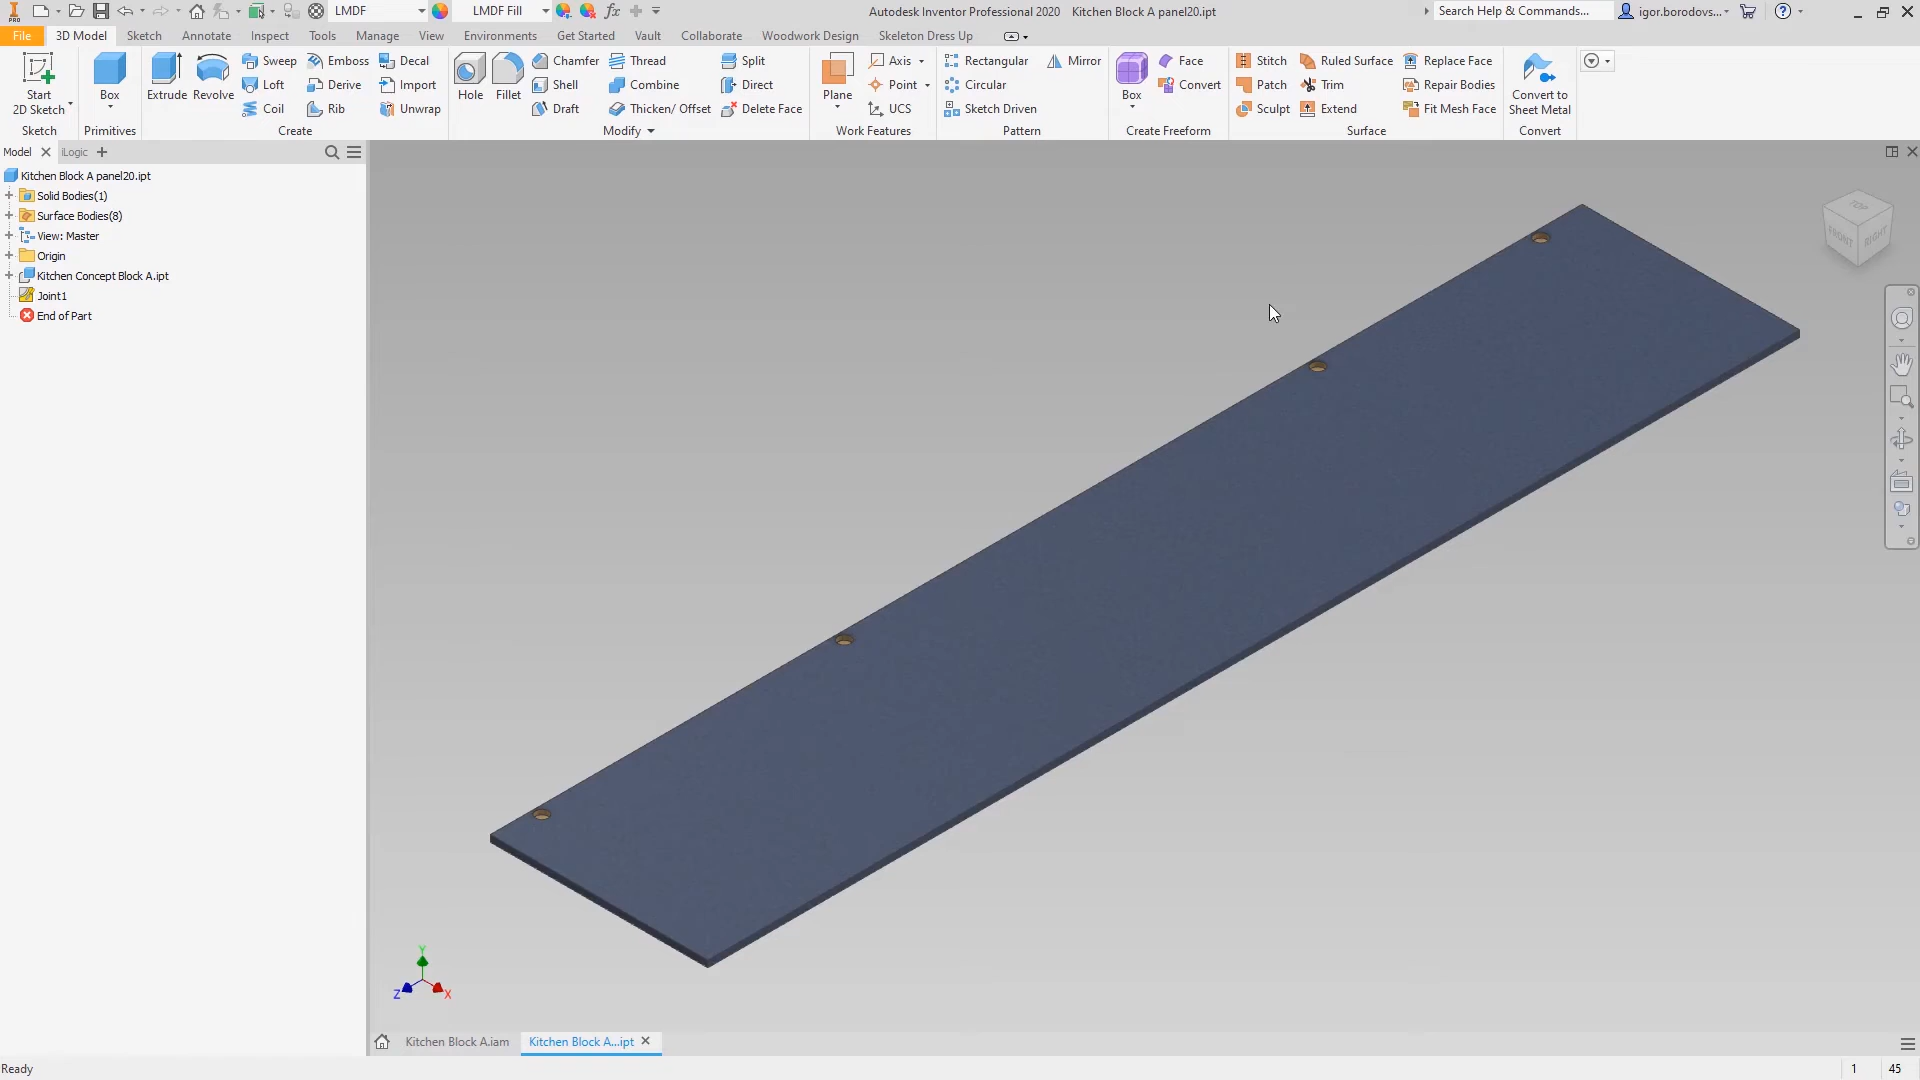 LMDF LMDF Fill fx Autodesk Inventor Professional 2020 Kitchen Block A panel20.ipt Search Help & Commands... igor.borodovs...
PRO
File 3D Model Sketch Annotate Inspect Tools Manage View Environments Get Started Vault Collaborate Woodwork Design Skeleton Dress Up
Start 2D Sketch Box Extrude Revolve Sweep Emboss Decal Hole Fillet Chamfer Thread Split Plane Axis Rectangular Mirror Box Face Stitch Ruled Surface Replace Face Convert to Sheet Metal
Loft Derive Import Shell Combine Direct Point Circular Convert Patch Trim Repair Bodies
Coil Rib Unwrap Draft Thicken/ Offset Delete Face UCS Sketch Driven Sculpt Extend Fit Mesh Face
Sketch Primitives Create Modify Work Features Pattern Create Freeform Surface Convert
Model iLogic
Kitchen Block A panel20.ipt
Solid Bodies(1)
Surface Bodies(8)
View: Master
Origin
Kitchen Concept Block A.ipt
Joint1
End of Part
TOP
FRONT RIGHT
Y
Z X
Kitchen Block A.iam Kitchen Block A...ipt
Ready 1 45